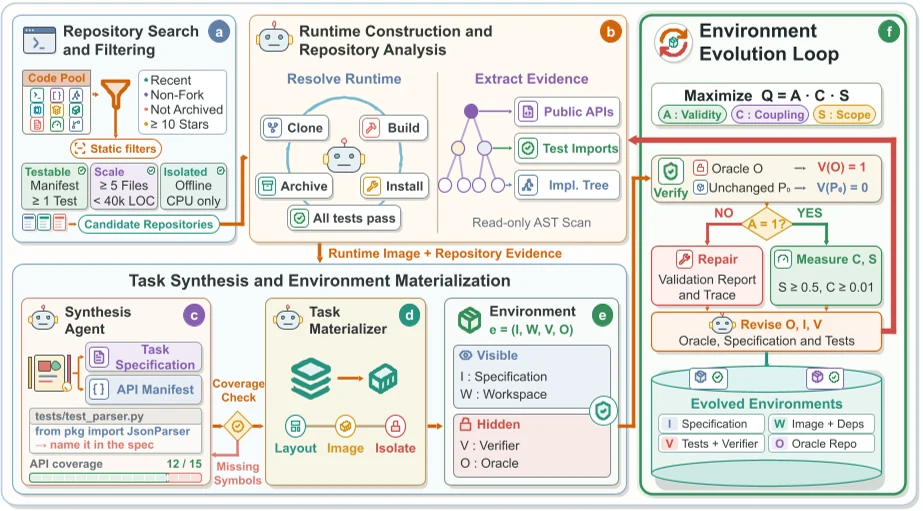 Repository Search
and Filtering
a
Code Pool
Recent
Non-Fork
Not Archived
≥ 10 Stars
Static filters
Testable
Manifest
≥ 1 Test
Scale
≥ 5 Files
< 40k LOC
Isolated
Offline
CPU only
Candidate Repositories
Runtime Construction and
Repository Analysis
b
Resolve Runtime
Clone
Build
Archive
Install
All tests pass
Extract Evidence
Public APIs
Test Imports
Impl. Tree
Read-only AST Scan
Runtime Image + Repository Evidence
Task Synthesis and Environment Materialization
Synthesis
Agent
c
Task
Specification
API Manifest
tests/test_parser.py
from pkg import JsonParser
→ name it in the spec
API coverage 12 / 15
Coverage
Check
Missing
Symbols
Task
Materializer
d
Layout
Image
Isolate
Environment
e = (I, W, V, O)
e
Visible
I : Specification
W : Workspace
Hidden
V : Verifier
O : Oracle
Environment
Evolution Loop
f
Maximize Q = A · C · S
A : Validity
C : Coupling
S : Scope
Verify
Oracle O → V(O) = 1
Unchanged P₀ → V(P₀) = 0
NO
YES
A = 1?
Repair
Validation Report
and Trace
Measure C, S
S ≥ 0.5, C ≥ 0.01
Revise O, I, V
Oracle, Specification and Tests
Evolved Environments
I Specification
W Image + Deps
V Tests + Verifier
O Oracle Repo